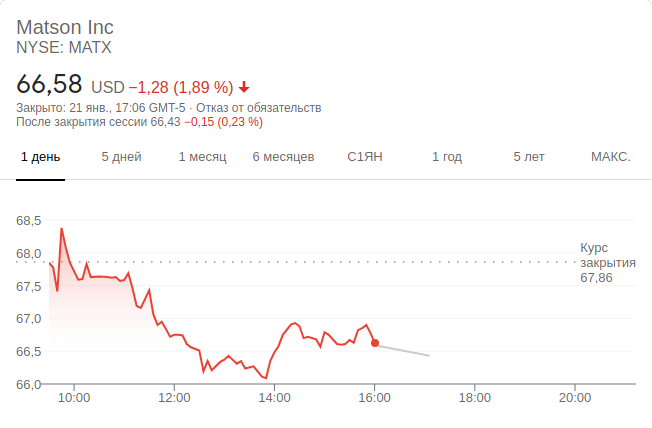 Matson Inc
NYSE: MATX
66,58 USD −1,28 (1,89 %)
Закрыто: 21 янв., 17:06 GMT-5 · Отказ от обязательств
После закрытия сессии 66,43 −0,15 (0,23 %)
1 день 5 дней 1 месяц 6 месяцев С1ЯН 1 год 5 лет МАКС.
68,5
68,0
67,5
67,0
66,5
66,0
Курс
закрытия
67,86
10:00 12:00 14:00 16:00 18:00 20:00